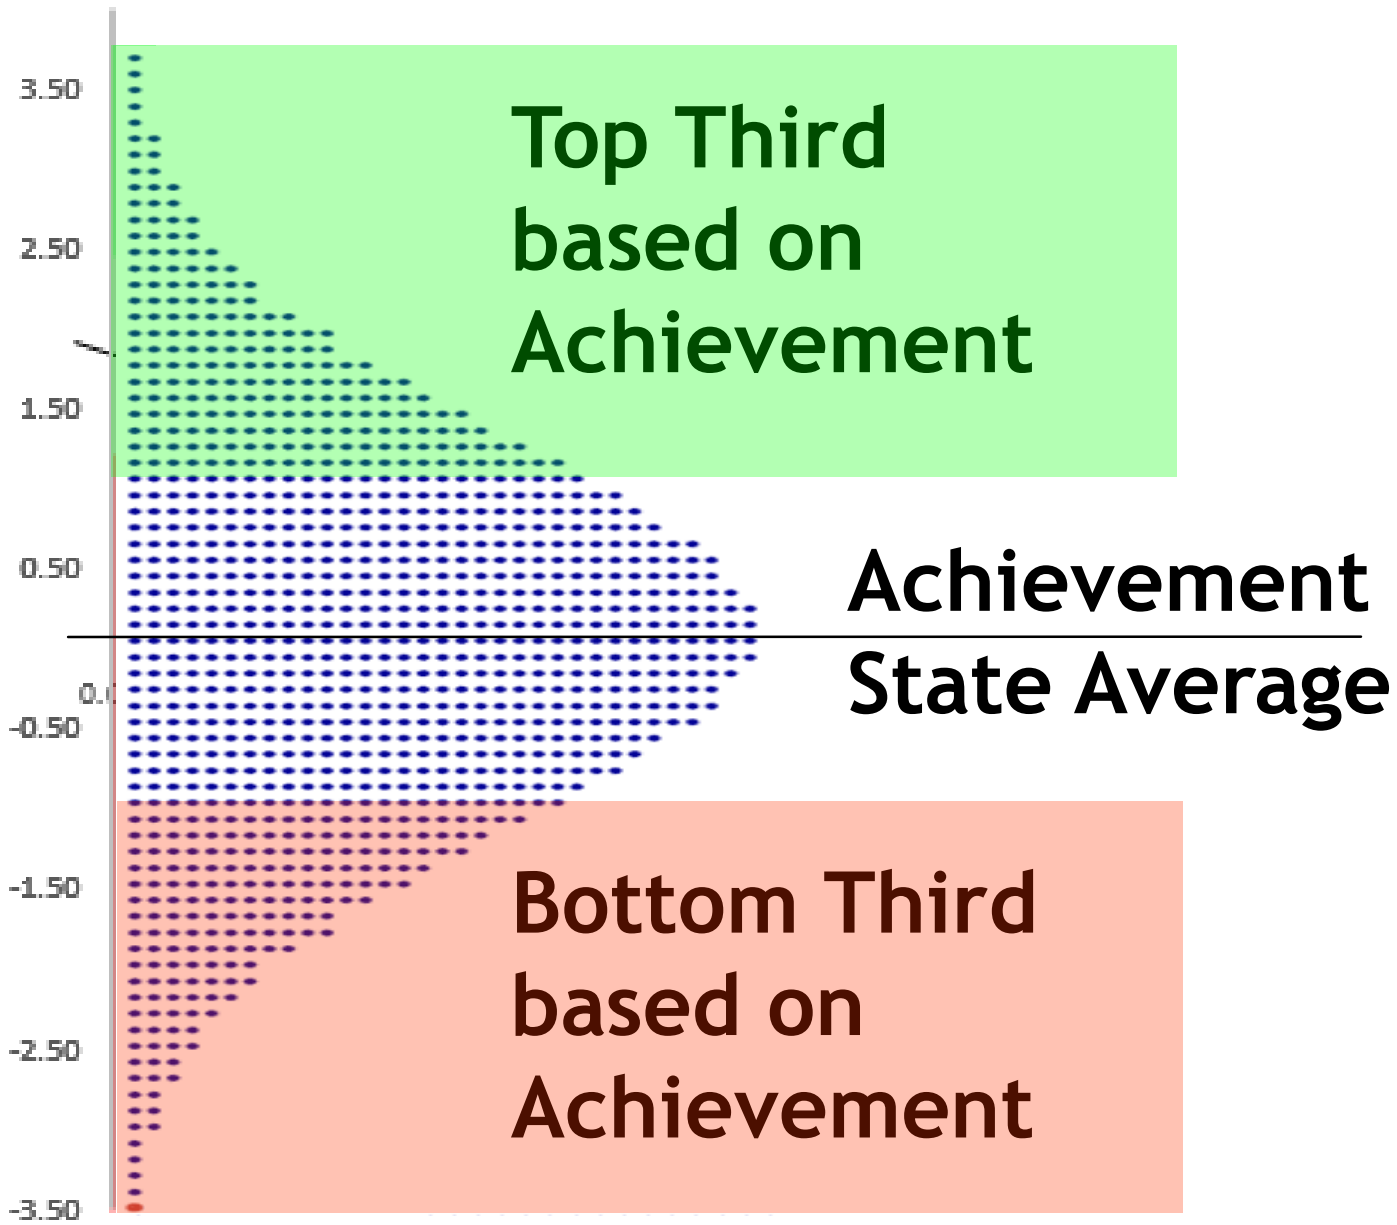 3.50
Top Third
based on
2.50
Achievement
1.50
Achievement
0.50
State Average
-0.50
Bottom Third
-1.50
based on
-2.50
Achievement
-3.50